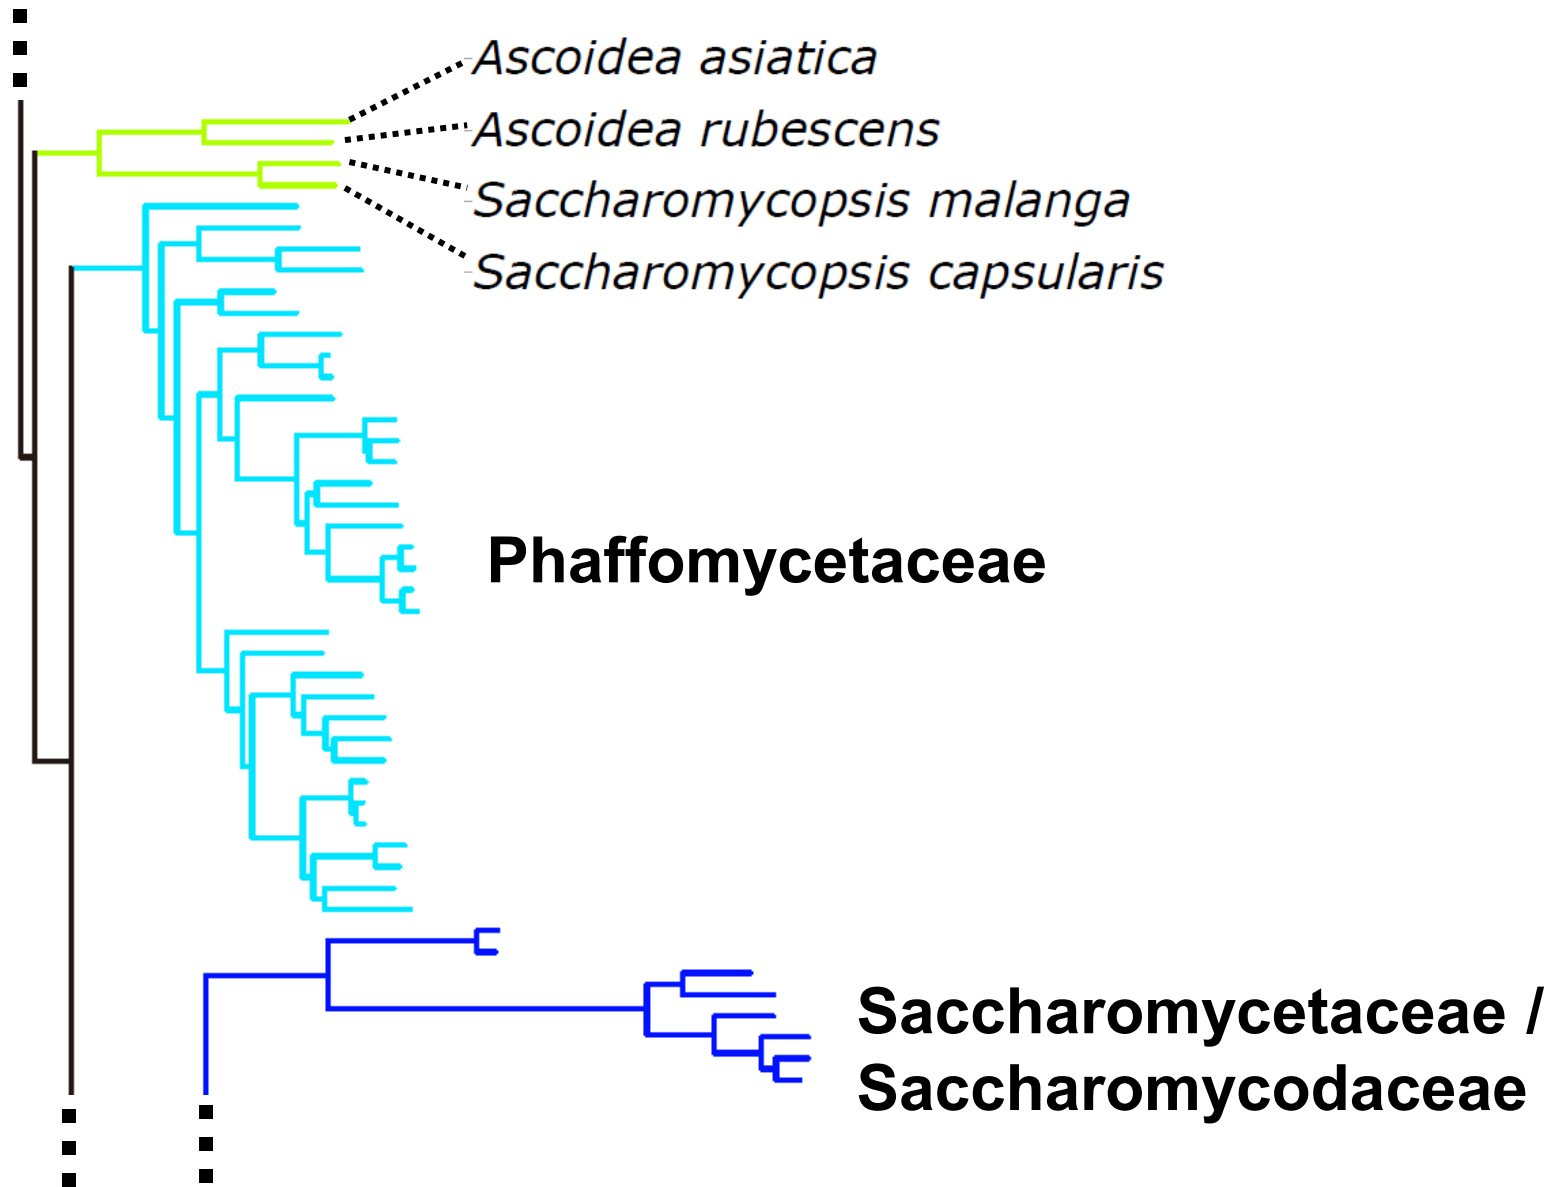 Ascoidea asiatica
Ascoidea rubescens
Saccharomycopsis malanga
Saccharomycopsis capsularis
Phaffomycetaceae
Saccharomycetaceae /
Saccharomycodaceae